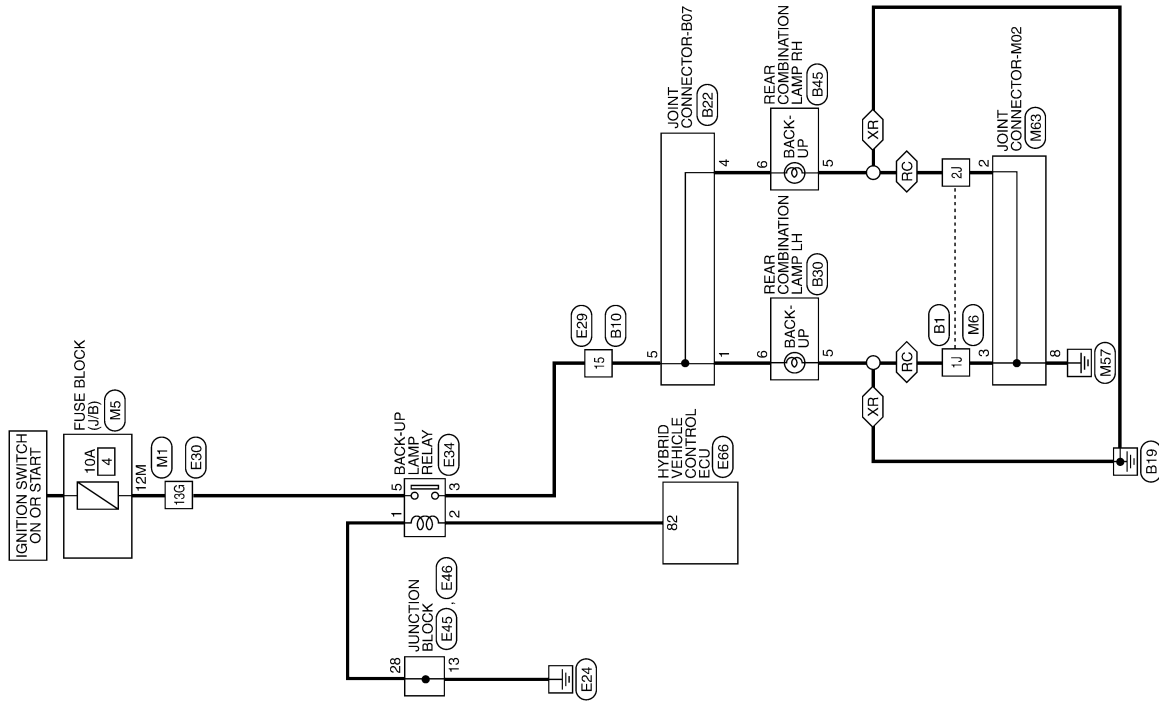 IGNITION SWITCH
ON OR START
FUSE BLOCK
(J/B)
M5
10A
4
12M
M1
13G
E30
BACK-UP
LAMP
RELAY
E34
5
1
3
2
JUNCTION
BLOCK
E45 , E46
28
13
E24
HYBRID
VEHICLE
CONTROL
ECU
E66
82
E29
15
B10
JOINT
CONNECTOR-B07
B22
5
1
4
REAR
COMBINATION
LAMP LH
B30
6
BACK-
UP
5
REAR
COMBINATION
LAMP RH
B45
6
BACK-
UP
5
XR
RC
XR
RC
B1
1J
M6
2J
JOINT
CONNECTOR-M02
M63
3
2
8
M57
B19